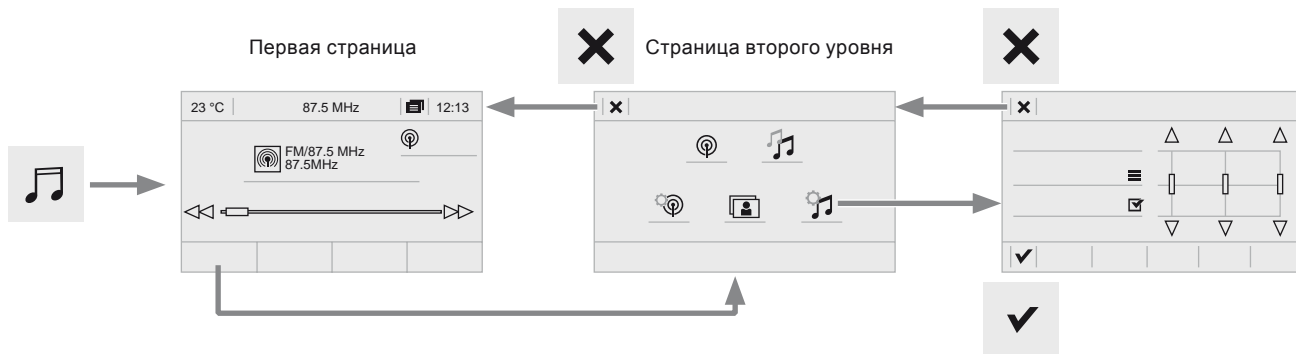 Первая страница
Страница второго уровня
23 °C
87.5 MHz
12:13
FM/87.5 MHz
87.5MHz